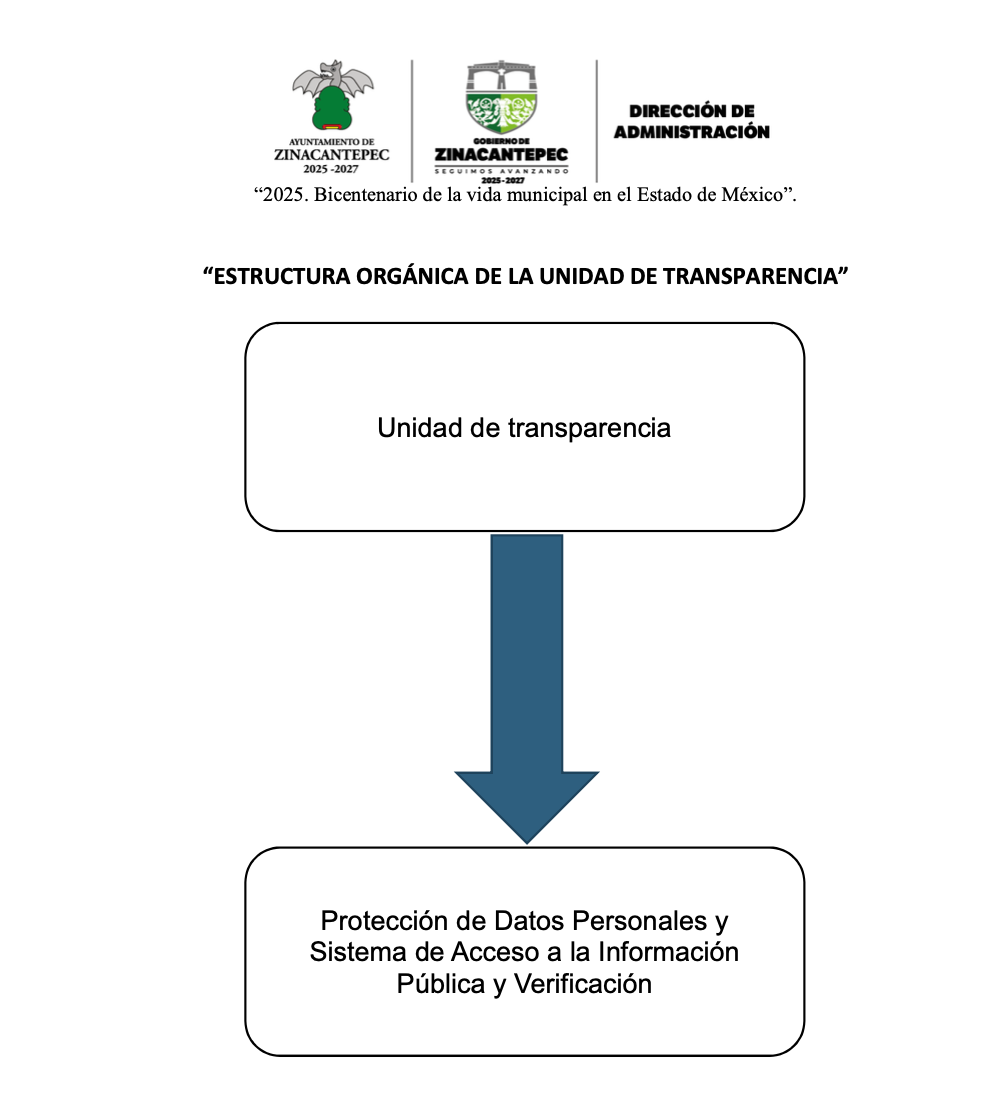 AYUNTAMIENTO DE
ZINACANTEPEC
2025 -2027
GOBIERNO DE
ZINACANTEPEC
SEGUIMOS AVANZANDO
2025-2027
DIRECCIÓN DE
ADMINISTRACIÓN
“2025. Bicentenario de la vida municipal en el Estado de México”.
“ESTRUCTURA ORGÁNICA DE LA UNIDAD DE TRANSPARENCIA”
Unidad de transparencia
Protección de Datos Personales y
Sistema de Acceso a la Información
Pública y Verificación